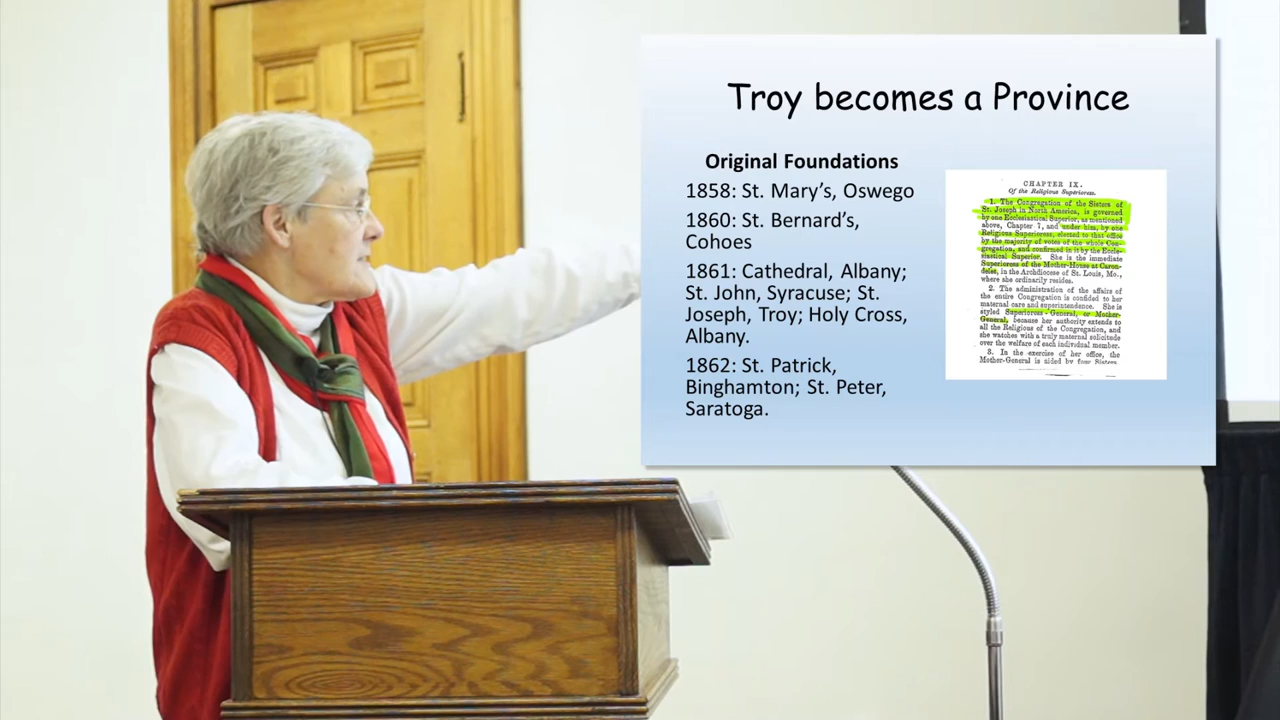 Troy becomes a Province
Original Foundations
1858: St. Mary’s, Oswego
1860: St. Bernard’s,
Cohoes
1861: Cathedral, Albany;
St. John, Syracuse; St.
Joseph, Troy; Holy Cross,
Albany.
1862: St. Patrick,
Binghamton; St. Peter,
Saratoga.
CHAPTER IX.
Of the Religious Superioress.
1. The Congregation of the Sisters of
St. Joseph in North America, is governed
by one Ecclesiastical Superior, as mentioned
above, Chapter 7, and under him, by one
Religious Superioress, elected to that office
by the majority of votes of the whole Con-
gregation, and confirmed in it by the Eccle-
siastical Superior. She is the immediate
Superioress of the Mother-House at Caron-
delet, in the Archdiocese of St. Louis, Mo.,
where she ordinarily resides.
2. The administration of the affairs of
the entire Congregation is confided to her
maternal care and superintendence. She is
styled Superioress-General, or Mother-
General, because her authority extends to
all the Religious of the Congregation, and
she watches with a truly maternal solicitude
over the welfare of each individual member.
3. In the exercise of her office, the
Mother-General is aided by four Sisters